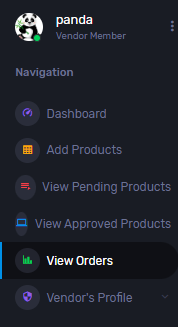 panda
Vendor Member
Navigation
Dashboard
Add Products
View Pending Products
View Approved Products
View Orders
Vendor's Profile